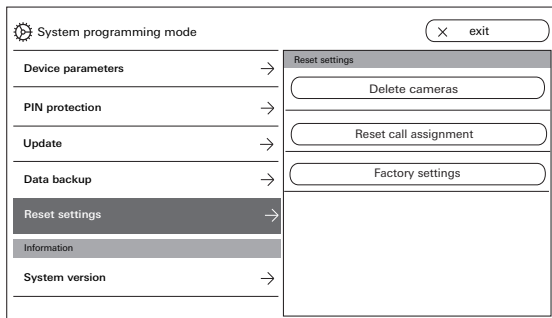 System programming mode
× exit
Device parameters
PIN protection
Update
Data backup
Reset settings
Information
System version
Reset settings
Delete cameras
Reset call assignment
Factory settings